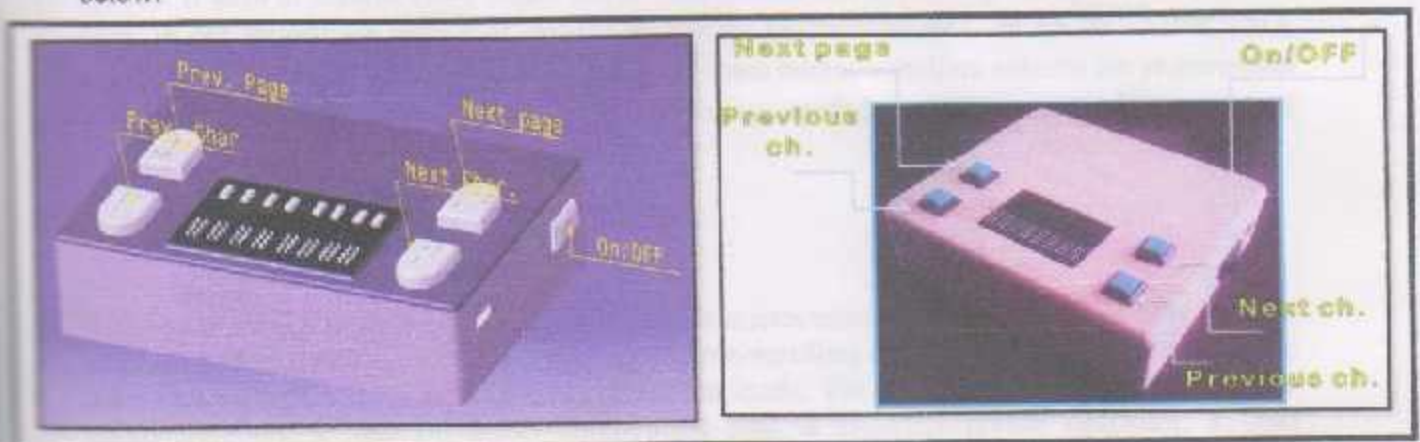 Prev. Page
Prev. Char
Next page
Next Char.
On:OFF
Next page
On/OFF
Previous
ch.
Next ch.
Previous ch.